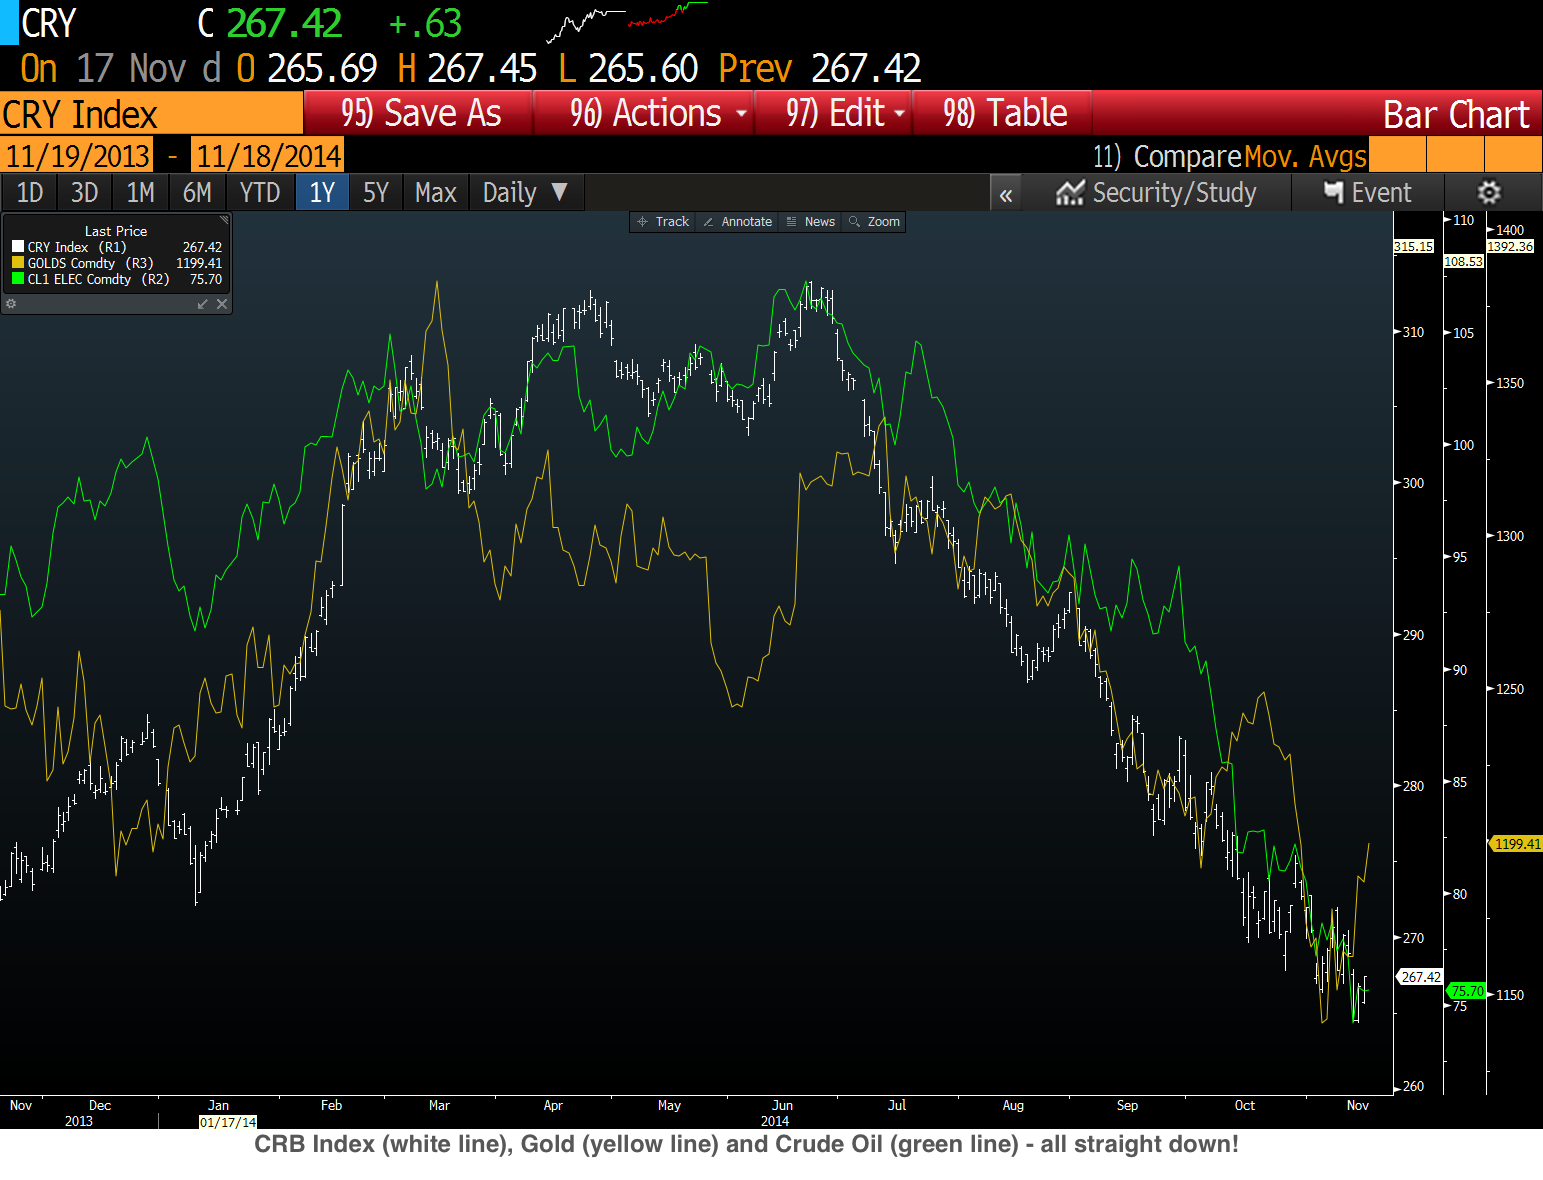 CRY C 267.42 +.63
On 17 Nov d O 265.69 H 267.45 L 265.60 Prev 267.42
CRY Index 95) Save As 96) Actions 97) Edit 98) Table Bar Chart
11/19/2013 - 11/18/2014 11) Compare Mov. Avgs
1D 3D 1M 6M YTD 1Y 5Y Max Daily ▼ « Security/Study Event
Track Annotate News Zoom
Last Price
CRY Index (R1) 267.42
GOLDS Comdty (R3) 1199.41
CL1 ELEC Comdty (R2) 75.70
315.15
310
300
290
280
270
267.42
260
110
108.53
105
100
95
90
85
80
75.70
75
1400
1392.36
1350
1300
1250
1199.41
1150
Nov Dec Jan Feb Mar Apr May Jun Jul Aug Sep Oct Nov
2013 01/17/14 2014
CRB Index (white line), Gold (yellow line) and Crude Oil (green line) - all straight down!